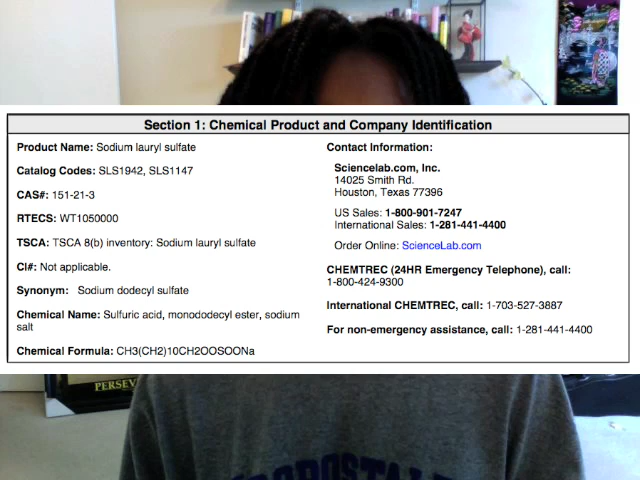 Section 1: Chemical Product and Company Identification
Product Name: Sodium lauryl sulfate
Catalog Codes: SLS1942, SLS1147
CAS#: 151-21-3
RTECS: WT1050000
TSCA: TSCA 8(b) inventory: Sodium lauryl sulfate
CI#: Not applicable.
Synonym: Sodium dodecyl sulfate
Chemical Name: Sulfuric acid, monododecyl ester, sodium
salt
Chemical Formula: CH3(CH2)10CH2OOSOONa
Contact Information:
Sciencelab.com, Inc.
14025 Smith Rd.
Houston, Texas 77396
US Sales: 1-800-901-7247
International Sales: 1-281-441-4400
Order Online: ScienceLab.com
CHEMTREC (24HR Emergency Telephone), call:
1-800-424-9300
International CHEMTREC, call: 1-703-527-3887
For non-emergency assistance, call: 1-281-441-4400
PERSEV